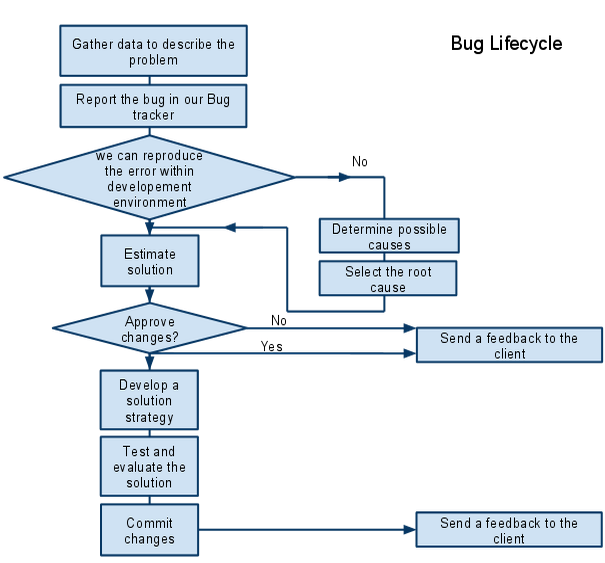 Bug Lifecycle
Gather data to describe the
problem
Report the bug in our Bug
tracker
we can reproduce
the error within
developement
environment
No
Determine possible
causes
Select the root
cause
Estimate
solution
Approve
changes?
No
Yes
Send a feedback to the
client
Develop a
solution
strategy
Test and
evaluate the
solution
Commit
changes
Send a feedback to the
client